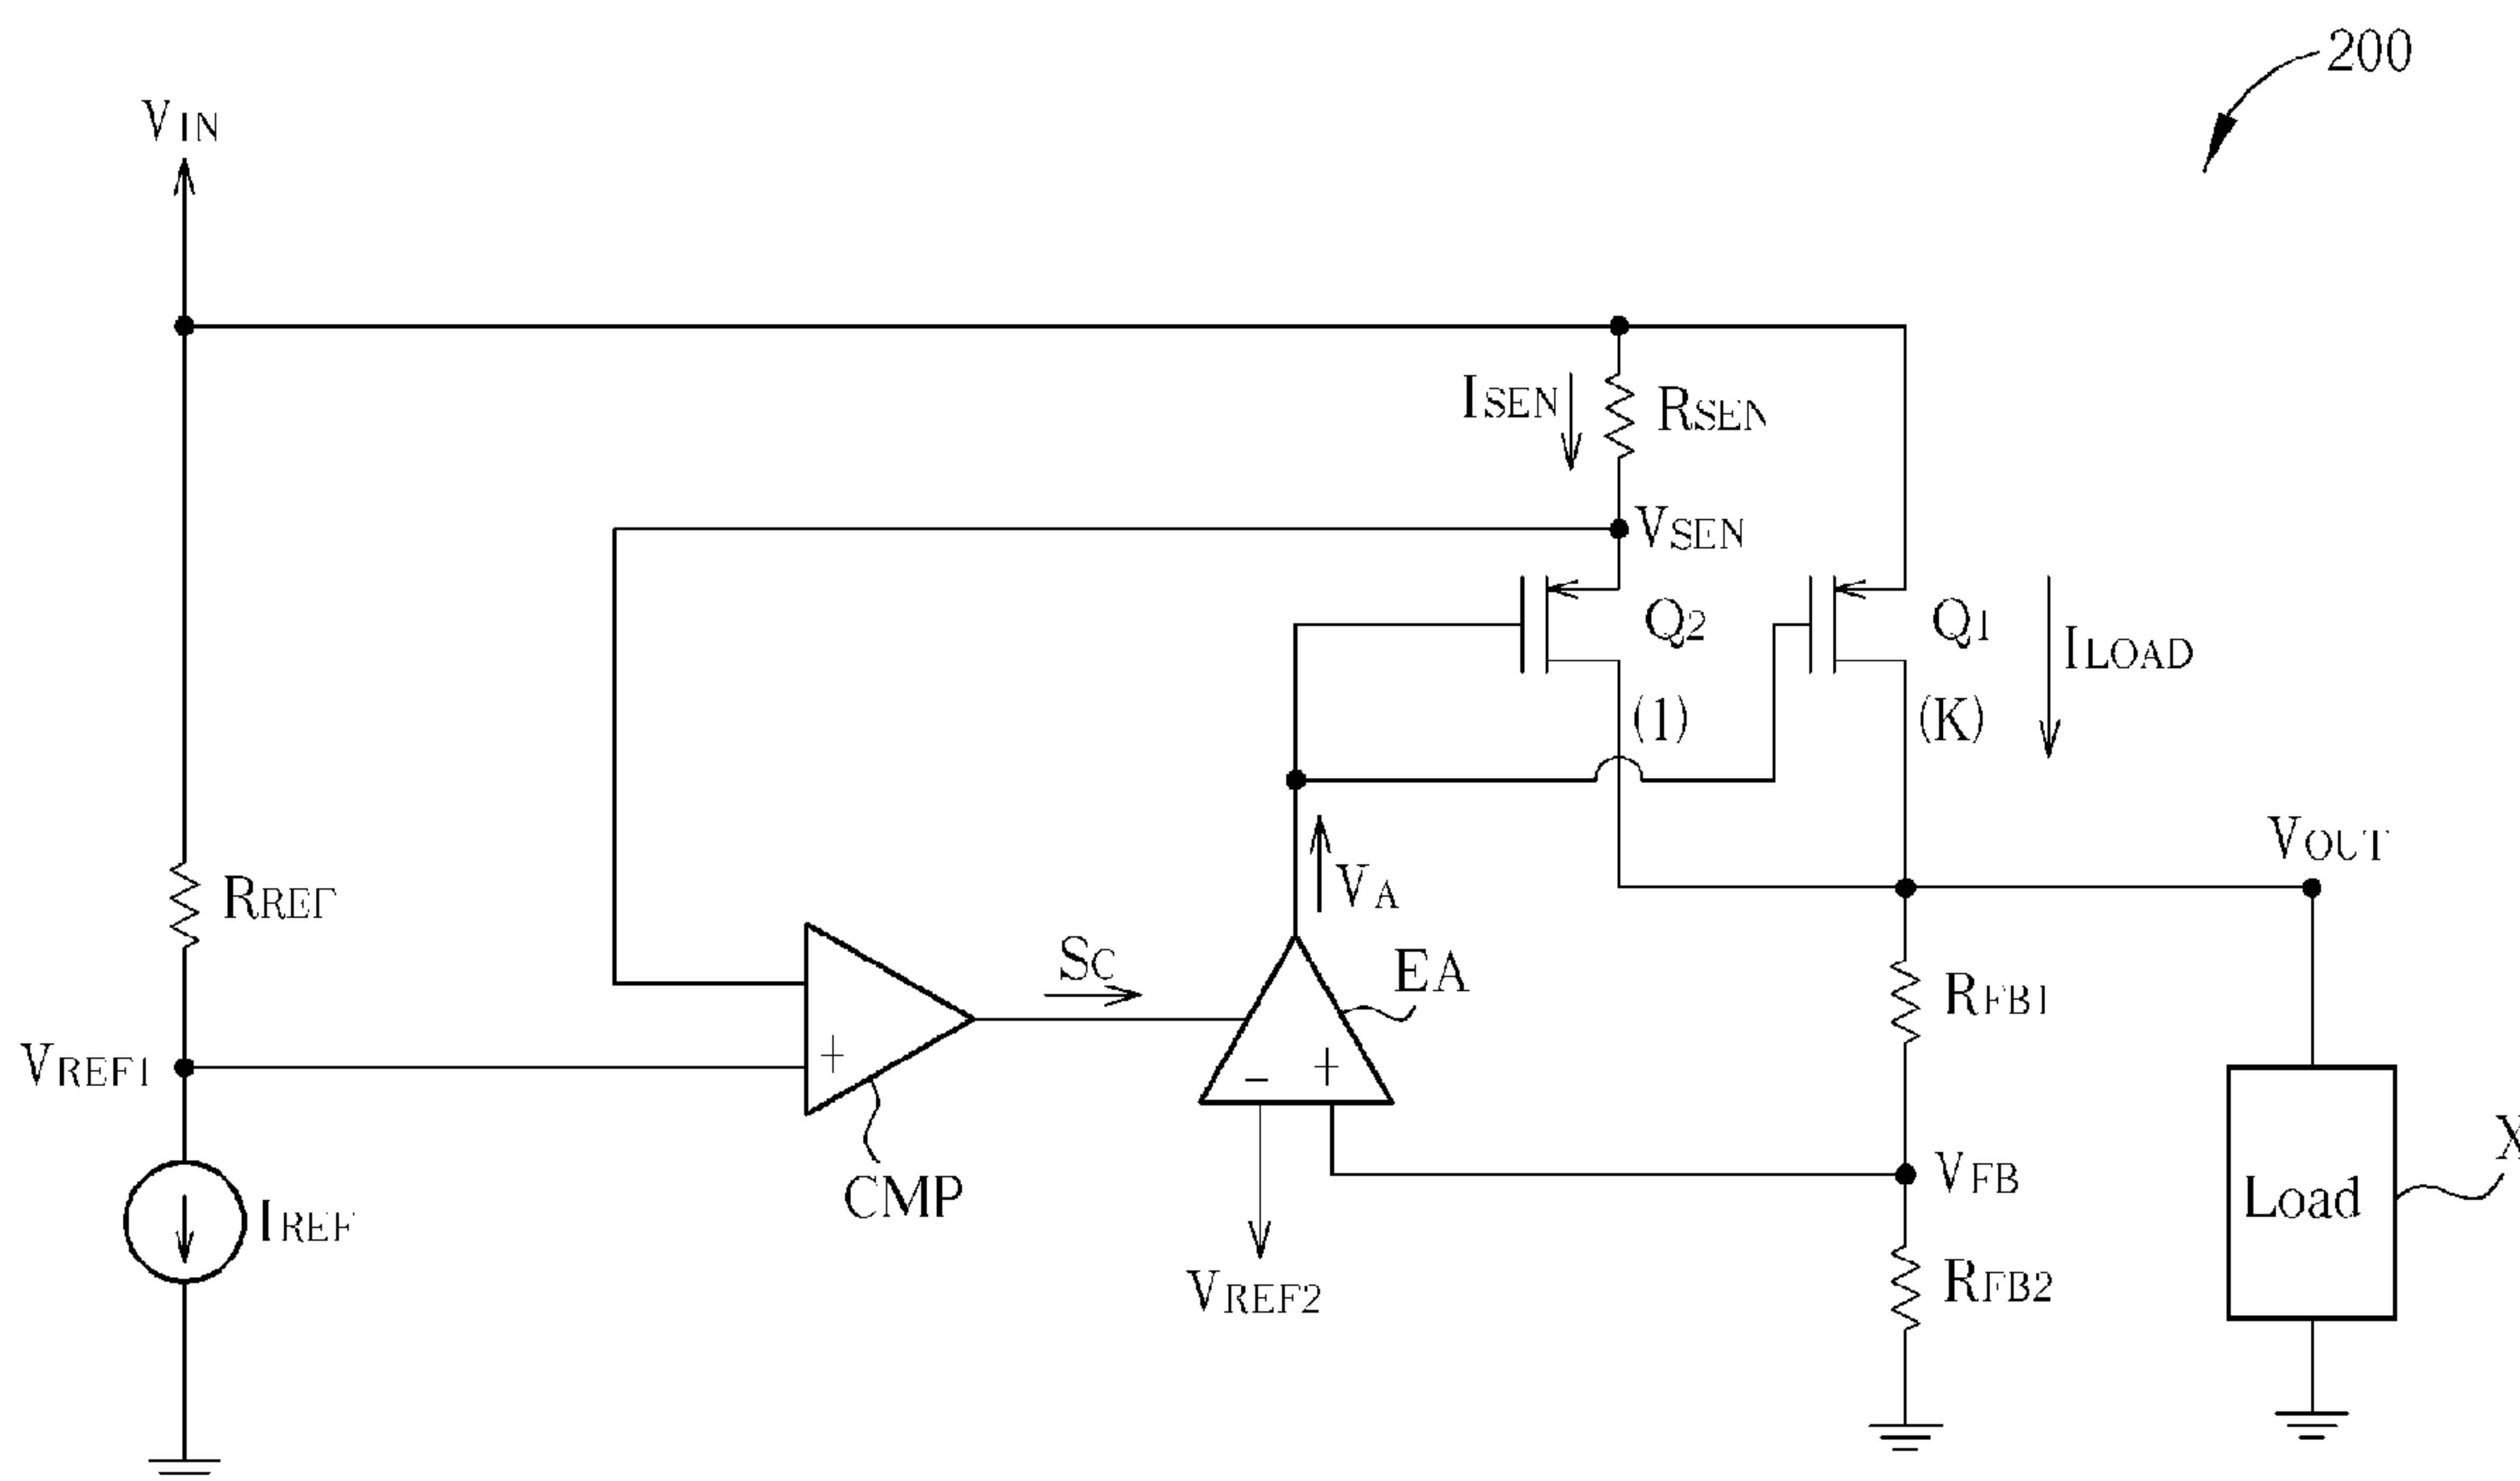 200
VIN
ISEN
RSEN
VSEN
Q2
Q1
ILOAD
(1)
(K)
VOUT
VA
RREF
SC
EA
RFB1
+
VREF1
- +
X
VFB
CMP
Load
IREF
VREF2
RFB2